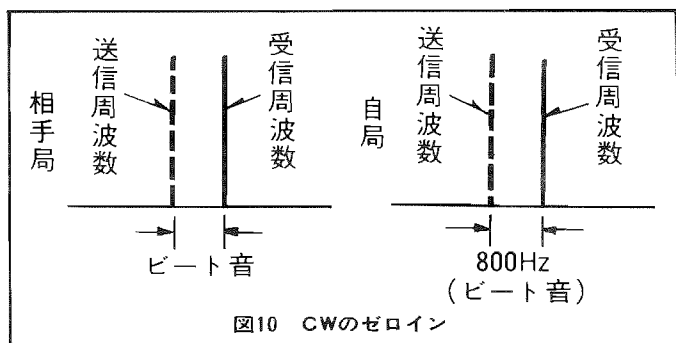 相手局
送信周波数
受信周波数
ビート音
自局
送信周波数
受信周波数
800Hz
(ビート音)
図10 CWのゼロイン